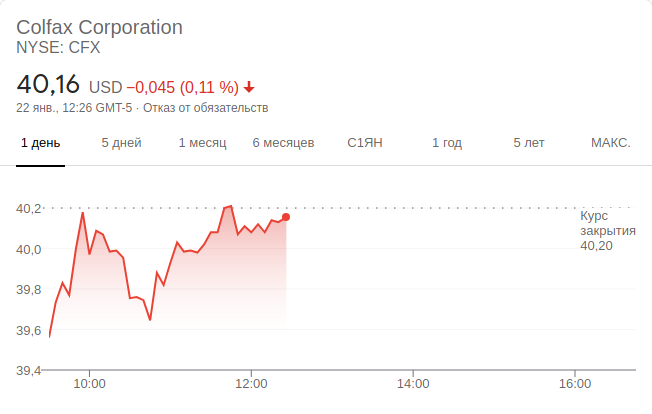 Colfax Corporation
NYSE: CFX
40,16 USD −0,045 (0,11 %)
22 янв., 12:26 GMT-5 · Отказ от обязательств
1 день 5 дней 1 месяц 6 месяцев С1ЯН 1 год 5 лет МАКС.
40,2
Курс
закрытия
40,20
40,0
39,8
39,6
39,4
10:00 12:00 14:00 16:00